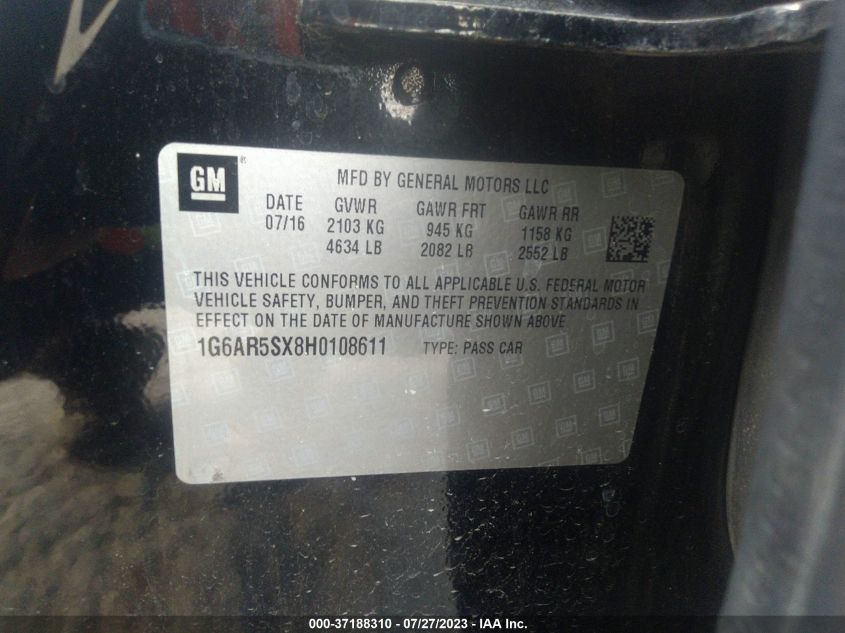 GM
MFD BY GENERAL MOTORS LLC
DATE GVWR GAWR FRT GAWR RR
07/16 2103 KG 945 KG 1158 KG
4634 LB 2082 LB 2552 LB
THIS VEHICLE CONFORMS TO ALL APPLICABLE U.S. FEDERAL MOTOR
VEHICLE SAFETY, BUMPER, AND THEFT PREVENTION STANDARDS IN
EFFECT ON THE DATE OF MANUFACTURE SHOWN ABOVE
1G6AR5SX8H0108611 TYPE: PASS CAR
000-37188310 - 07/27/2023 - IAA Inc.